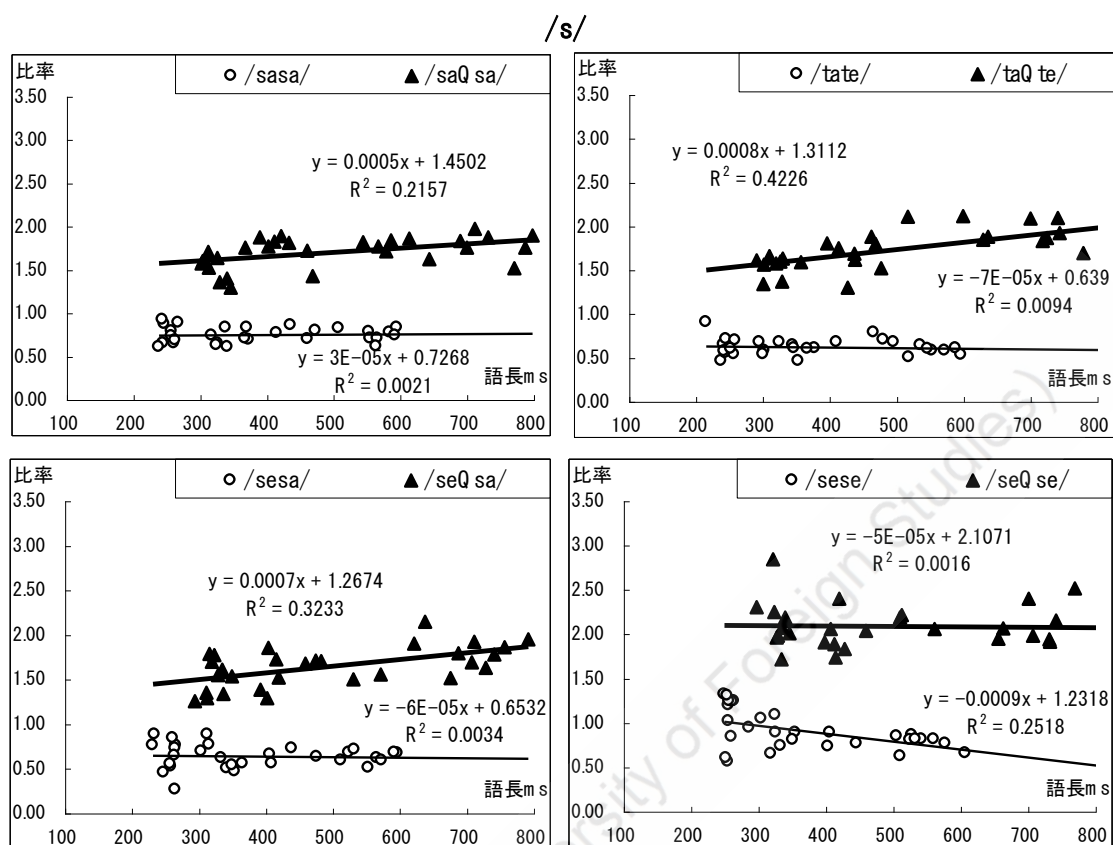 /s/
比率
○ /sasa/ ▲ /saQ sa/
3.50
3.00
2.50
2.00
1.50
1.00
0.50
0.00
y = 0.0005x + 1.4502
R² = 0.2157
y = 3E-05x + 0.7268
R² = 0.0021
語長ms
100 200 300 400 500 600 700 800
比率
○ /tate/ ▲ /taQ te/
3.50
3.00
2.50
2.00
1.50
1.00
0.50
0.00
y = 0.0008x + 1.3112
R² = 0.4226
y = -7E-05x + 0.639
R² = 0.0094
語長ms
100 200 300 400 500 600 700 800
比率
○ /sesa/ ▲ /seQ sa/
3.50
3.00
2.50
2.00
1.50
1.00
0.50
0.00
y = 0.0007x + 1.2674
R² = 0.3233
y = -6E-05x + 0.6532
R² = 0.0034
語長ms
100 200 300 400 500 600 700 800
比率
○ /sese/ ▲ /seQ se/
3.50
3.00
2.50
2.00
1.50
1.00
0.50
0.00
y = -5E-05x + 2.1071
R² = 0.0016
y = -0.0009x + 1.2318
R² = 0.2518
語長ms
100 200 300 400 500 600 700 800
of Foreign Studies)